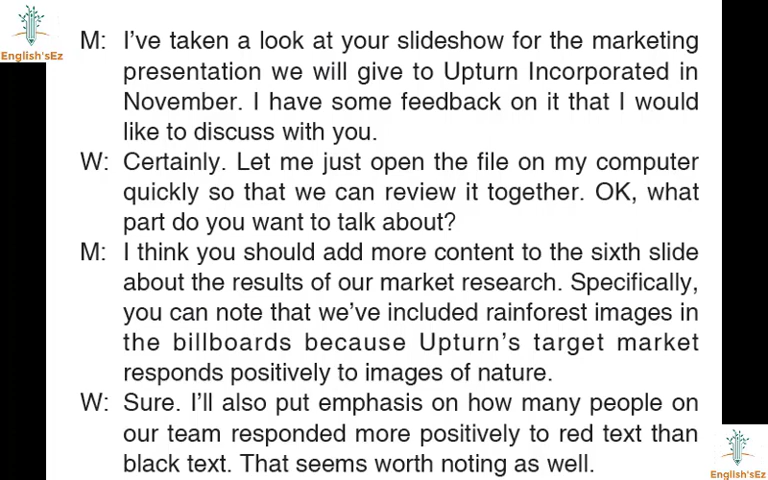 M: I've taken a look at your slideshow for the marketing
presentation we will give to Upturn Incorporated in
November. I have some feedback on it that I would
like to discuss with you.
W: Certainly. Let me just open the file on my computer
quickly so that we can review it together. OK, what
part do you want to talk about?
M: I think you should add more content to the sixth slide
about the results of our market research. Specifically,
you can note that we've included rainforest images in
the billboards because Upturn's target market
responds positively to images of nature.
W: Sure. I'll also put emphasis on how many people on
our team responded more positively to red text than
black text. That seems worth noting as well.
English'sEz
English'sEz